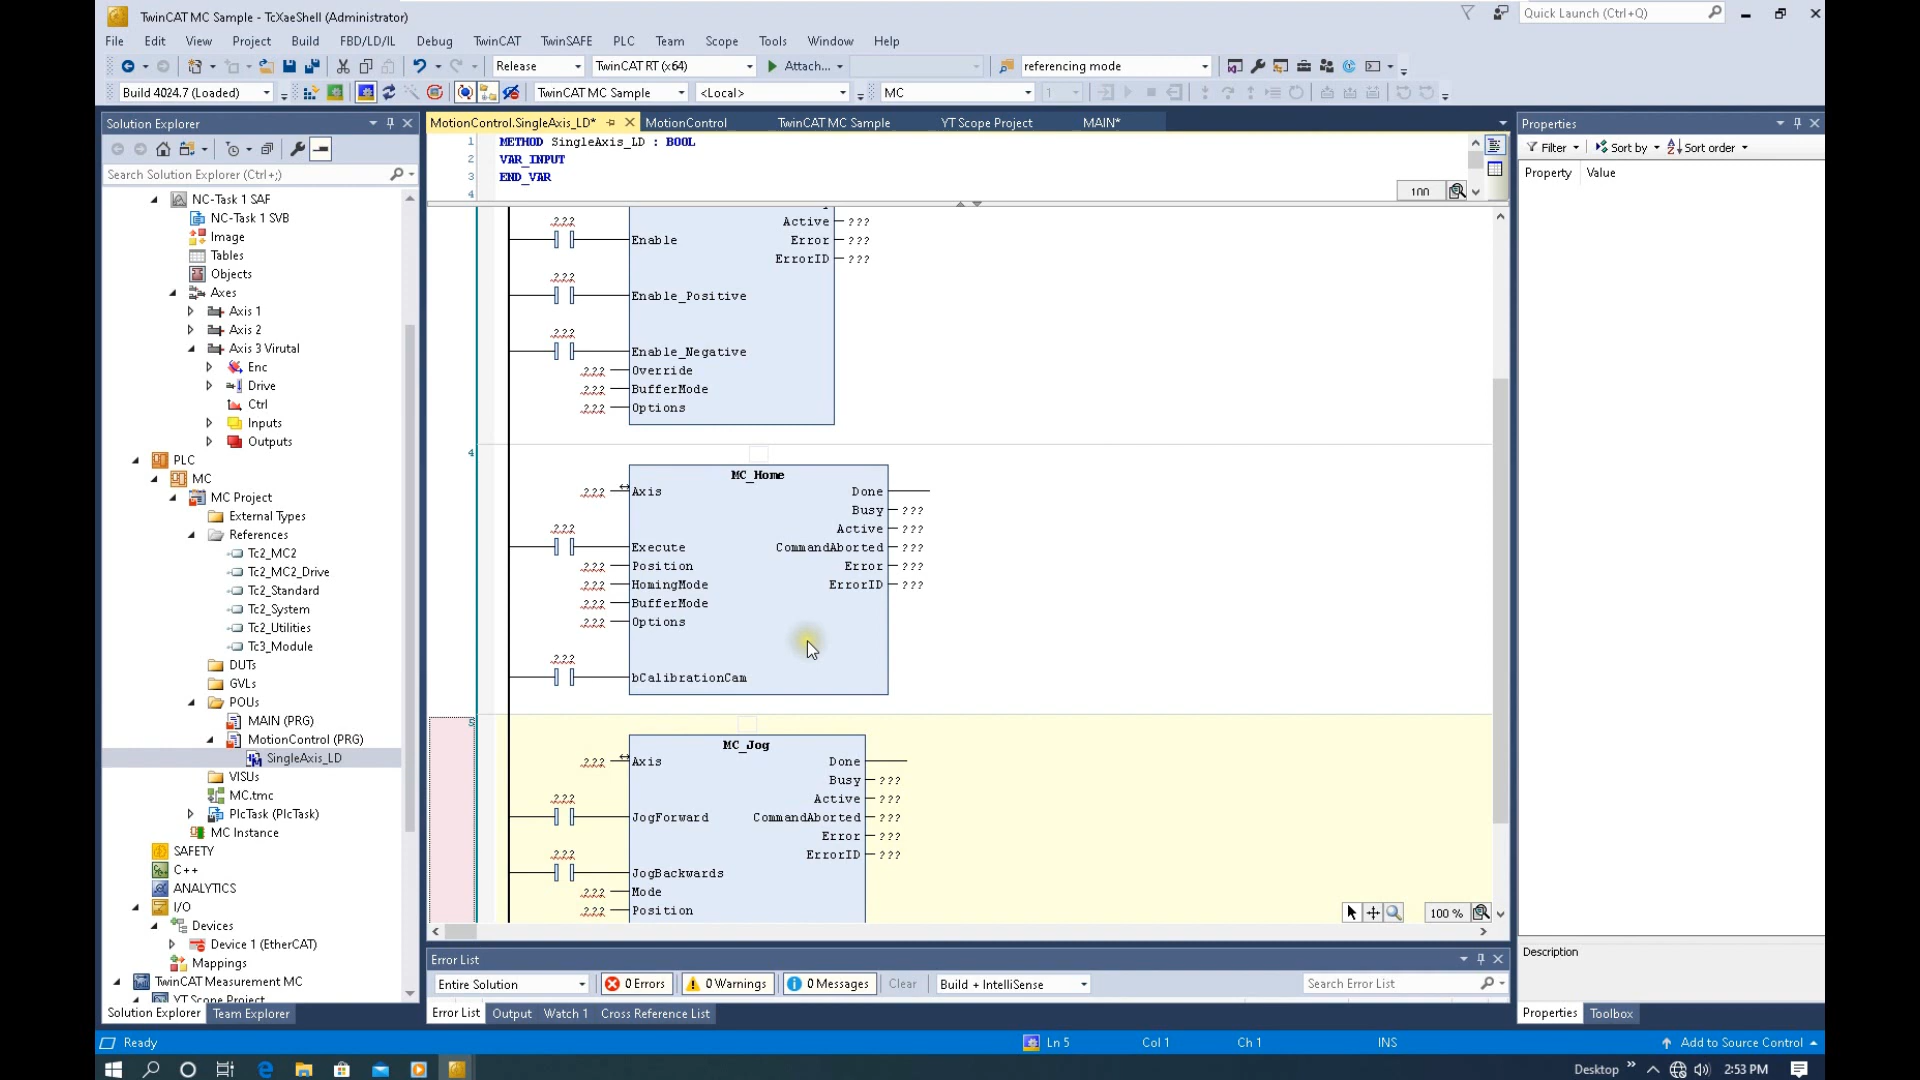 TwinCAT MC Sample - TcXaeShell (Administrator)
Quick Launch (Ctrl+Q)
File Edit View Project Build FBD/LD/IL Debug TwinCAT TwinSAFE PLC Team Scope Tools Window Help
Release TwinCAT RT (x64) Attach... referencing mode
Build 4024.7 (Loaded) TwinCAT MC Sample <Local> MC 1
Solution Explorer
Search Solution Explorer (Ctrl+;)
NC-Task 1 SAF
NC-Task 1 SVB
Image
Tables
Objects
Axes
Axis 1
Axis 2
Axis 3 Virutal
Enc
Drive
Ctrl
Inputs
Outputs
PLC
MC
MC Project
External Types
References
Tc2_MC2
Tc2_MC2_Drive
Tc2_Standard
Tc2_System
Tc2_Utilities
Tc3_Module
DUTs
GVLs
POUs
MAIN (PRG)
MotionControl (PRG)
SingleAxis_LD
VISUs
MC.tmc
PlcTask (PlcTask)
MC Instance
SAFETY
C++
ANALYTICS
I/O
Devices
Device 1 (EtherCAT)
Mappings
TwinCAT Measurement MC
YT Scope Project
Solution Explorer Team Explorer
MotionControl.SingleAxis_LD* MotionControl TwinCAT MC Sample YT Scope Project MAIN*
1 METHOD SingleAxis_LD : BOOL
2 VAR_INPUT
3 END_VAR
4
100
??? Active ???
Enable Error ???
ErrorID ???
???
Enable_Positive
???
Enable_Negative
??? Override
??? BufferMode
??? Options
4
MC_Home
??? Axis Done
Busy ???
??? Active ???
Execute CommandAborted ???
??? Position Error ???
??? HomingMode ErrorID ???
??? BufferMode
??? Options
???
bCalibrationCam
5
MC_Jog
??? Axis Done
Busy ???
??? Active ???
JogForward CommandAborted ???
Error ???
??? ErrorID ???
JogBackwards
??? Mode
??? Position
100 %
Error List
Entire Solution 0 Errors 0 Warnings 0 Messages Clear Build + IntelliSense Search Error List
Error List Output Watch 1 Cross Reference List
Properties
Filter Sort by Sort order
Property Value
Description
Properties Toolbox
Ready Ln 5 Col 1 Ch 1 INS Add to Source Control
Desktop 2:53 PM